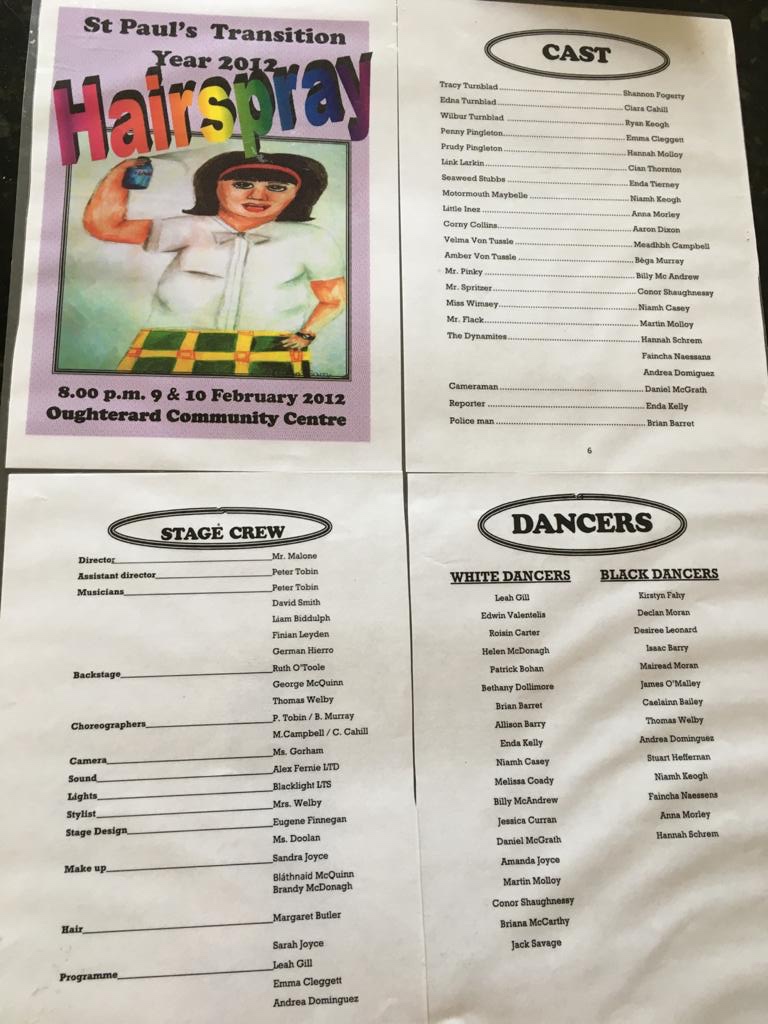 St Paul's Transition
Year 2012
Hairspray
8.00 p.m. 9 & 10 February 2012
Oughterard Community Centre
CAST
Tracy Turnblad Shannon Fogerty
Edna Turnblad Ciara Cahill
Wilbur Turnblad Ryan Keogh
Penny Pingleton Emma Cleggett
Prudy Pingleton Hannah Molloy
Link Larkin Cian Thornton
Seaweed Stubbs Enda Tierney
Motormouth Maybelle Niamh Keogh
Little Inez Anna Morley
Corny Collins Aaron Dixon
Velma Von Tussle Meadhbh Campbell
Amber Von Tussle Béga Murray
Mr. Pinky Billy Mc Andrew
Mr. Spritzer Conor Shaughnessy
Miss Wimsey Niamh Casey
Mr. Flack Martin Molloy
The Dynamites Hannah Schrem
Faincha Naessans
Andrea Domiguez
Cameraman Daniel McGrath
Reporter Enda Kelly
Police man Brian Barret
6
STAGE CREW
Director Mr. Malone
Assistant director Peter Tobin
Musicians Peter Tobin
David Smith
Liam Biddulph
Finian Leyden
German Hierro
Backstage Ruth O'Toole
George McQuinn
Thomas Welby
Choreographers P. Tobin / B. Murray
M.Campbell / C. Cahill
Camera Ms. Gorham
Sound Alex Fernie LTD
Lights Blacklight LTS
Stylist Mrs. Welby
Stage Design Eugene Finnegan
Ms. Doolan
Make up Sandra Joyce
Bláthnaid McQuinn
Brandy McDonagh
Hair Margaret Butler
Sarah Joyce
Programme Leah Gill
Emma Cleggett
Andrea Dominguez
DANCERS
WHITE DANCERS BLACK DANCERS
Leah Gill Kirstyn Fahy
Edwin Valentelis Declan Moran
Roisin Carter Desiree Leonard
Helen McDonagh Isaac Barry
Patrick Bohan Mairead Moran
Bethany Dollimore James O'Malley
Brian Barret Caelainn Bailey
Allison Barry Thomas Welby
Enda Kelly Andrea Dominguez
Niamh Casey Stuart Heffernan
Melissa Coady Niamh Keogh
Billy McAndrew Faincha Naessens
Jessica Curran Anna Morley
Daniel McGrath Hannah Schrem
Amanda Joyce
Martin Molloy
Conor Shaughnessy
Briana McCarthy
Jack Savage